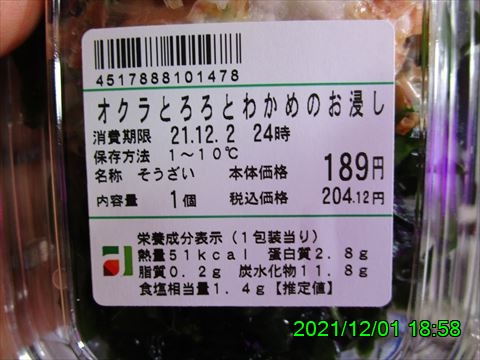 4517888101478
オクラとろろとわかめのお浸し
消費期限 21.12.2 24時
保存方法 1〜10℃
名称 そうざい 本体価格 189円
内容量 1個 税込価格 204.12円
栄養成分表示(1包装当り)
熱量51kcal 蛋白質2.8g
脂質0.2g 炭水化物11.8g
食塩相当量1.4g【推定値】
2021/12/01 18:58